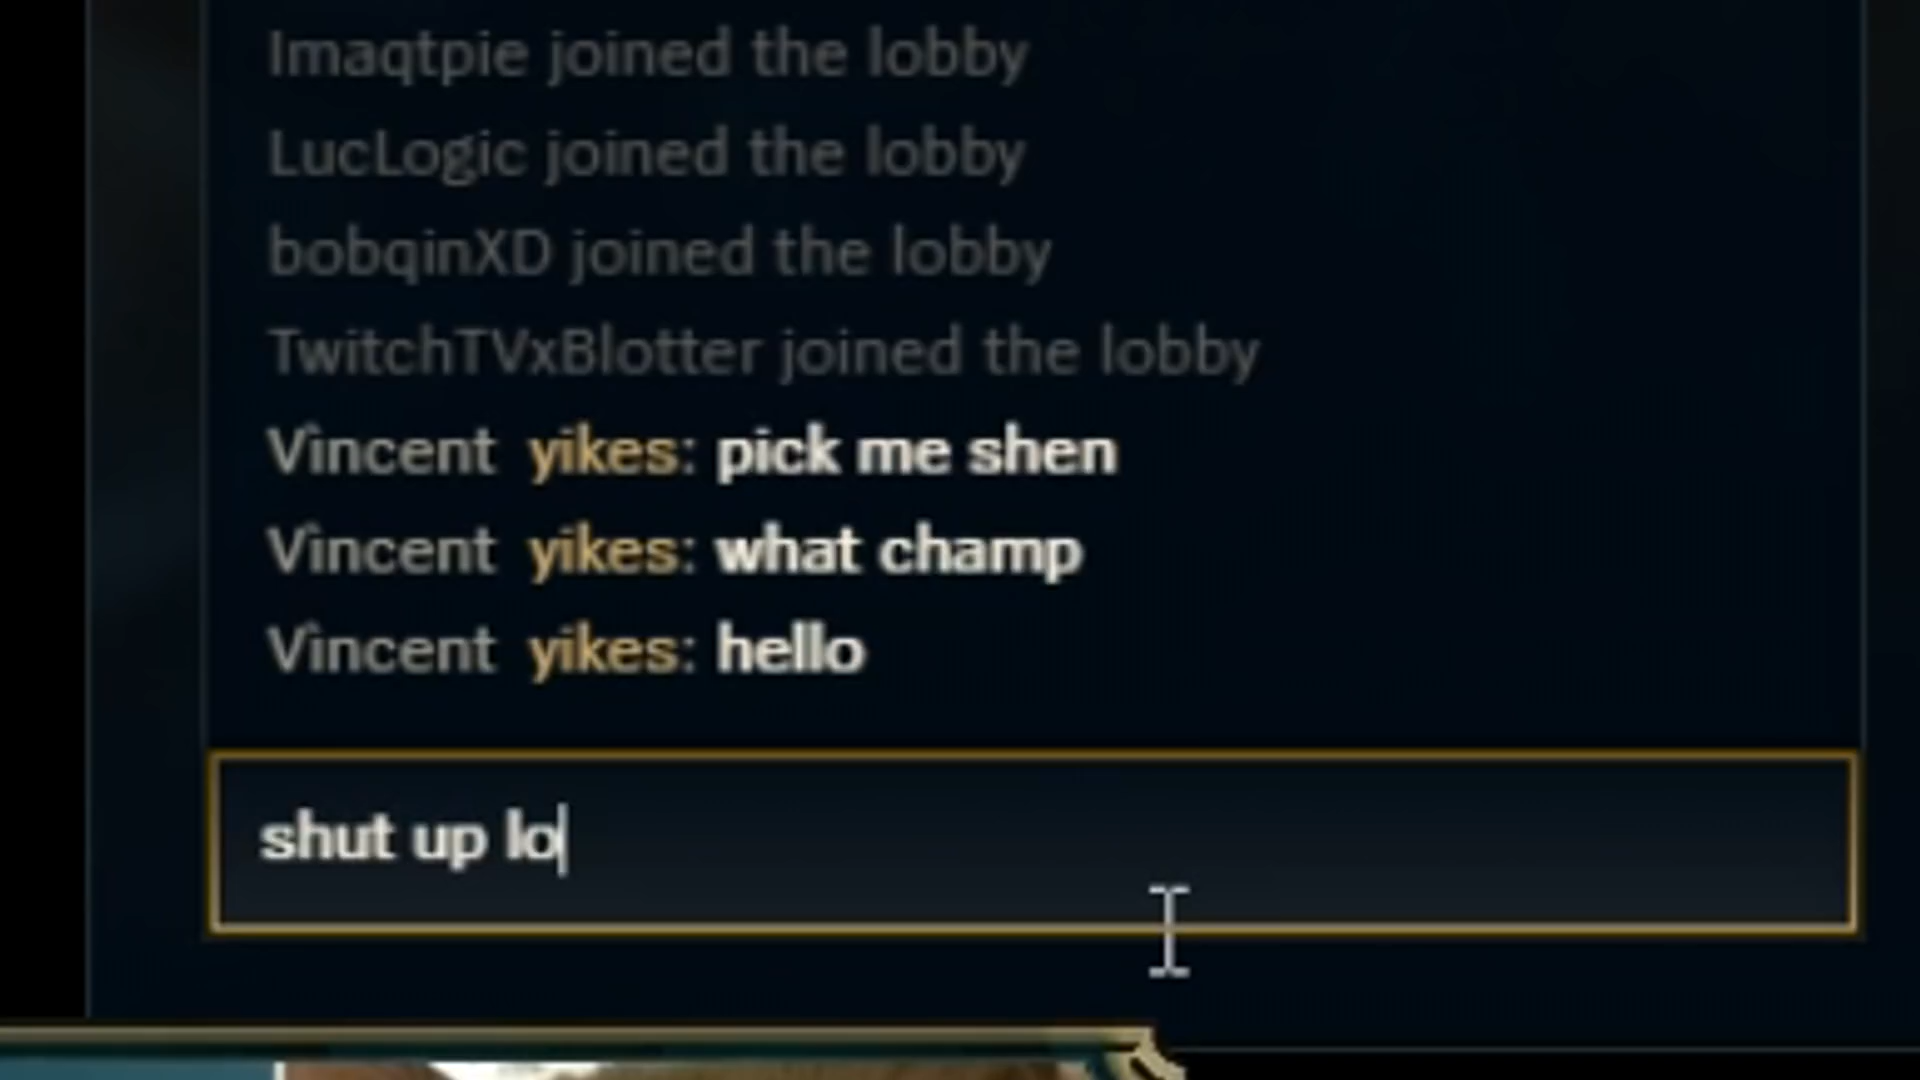 Imaqtpie joined the lobby
LucLogic joined the lobby
bobqinXD joined the lobby
TwitchTVxBlotter joined the lobby
Vincent yikes: pick me shen
Vincent yikes: what champ
Vincent yikes: hello
shut up lo